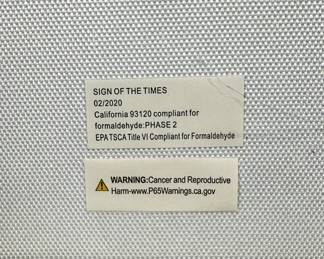 SIGN OF THE TIMES
02/2020
California 93120 compliant for
formaldehyde:PHASE 2
EPA TSCA Title VI Compliant for Formaldehyde
WARNING:Cancer and Reproductive
Harm-www.P65Warnings.ca.gov